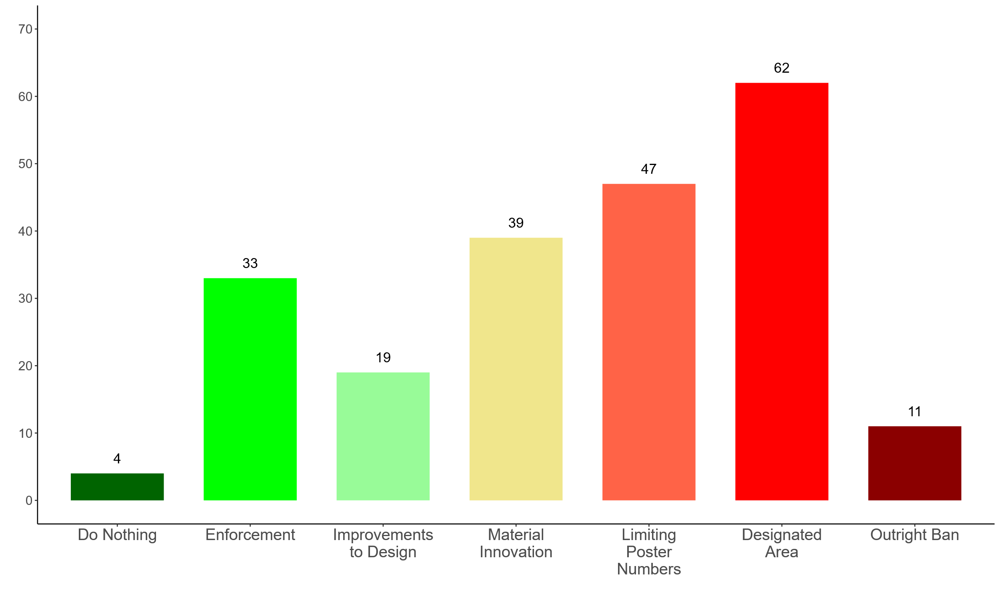 70
60
50
40
30
20
10
0
4
33
19
39
47
62
11
Do Nothing
Enforcement
Improvements
to Design
Material
Innovation
Limiting
Poster
Numbers
Designated
Area
Outright Ban